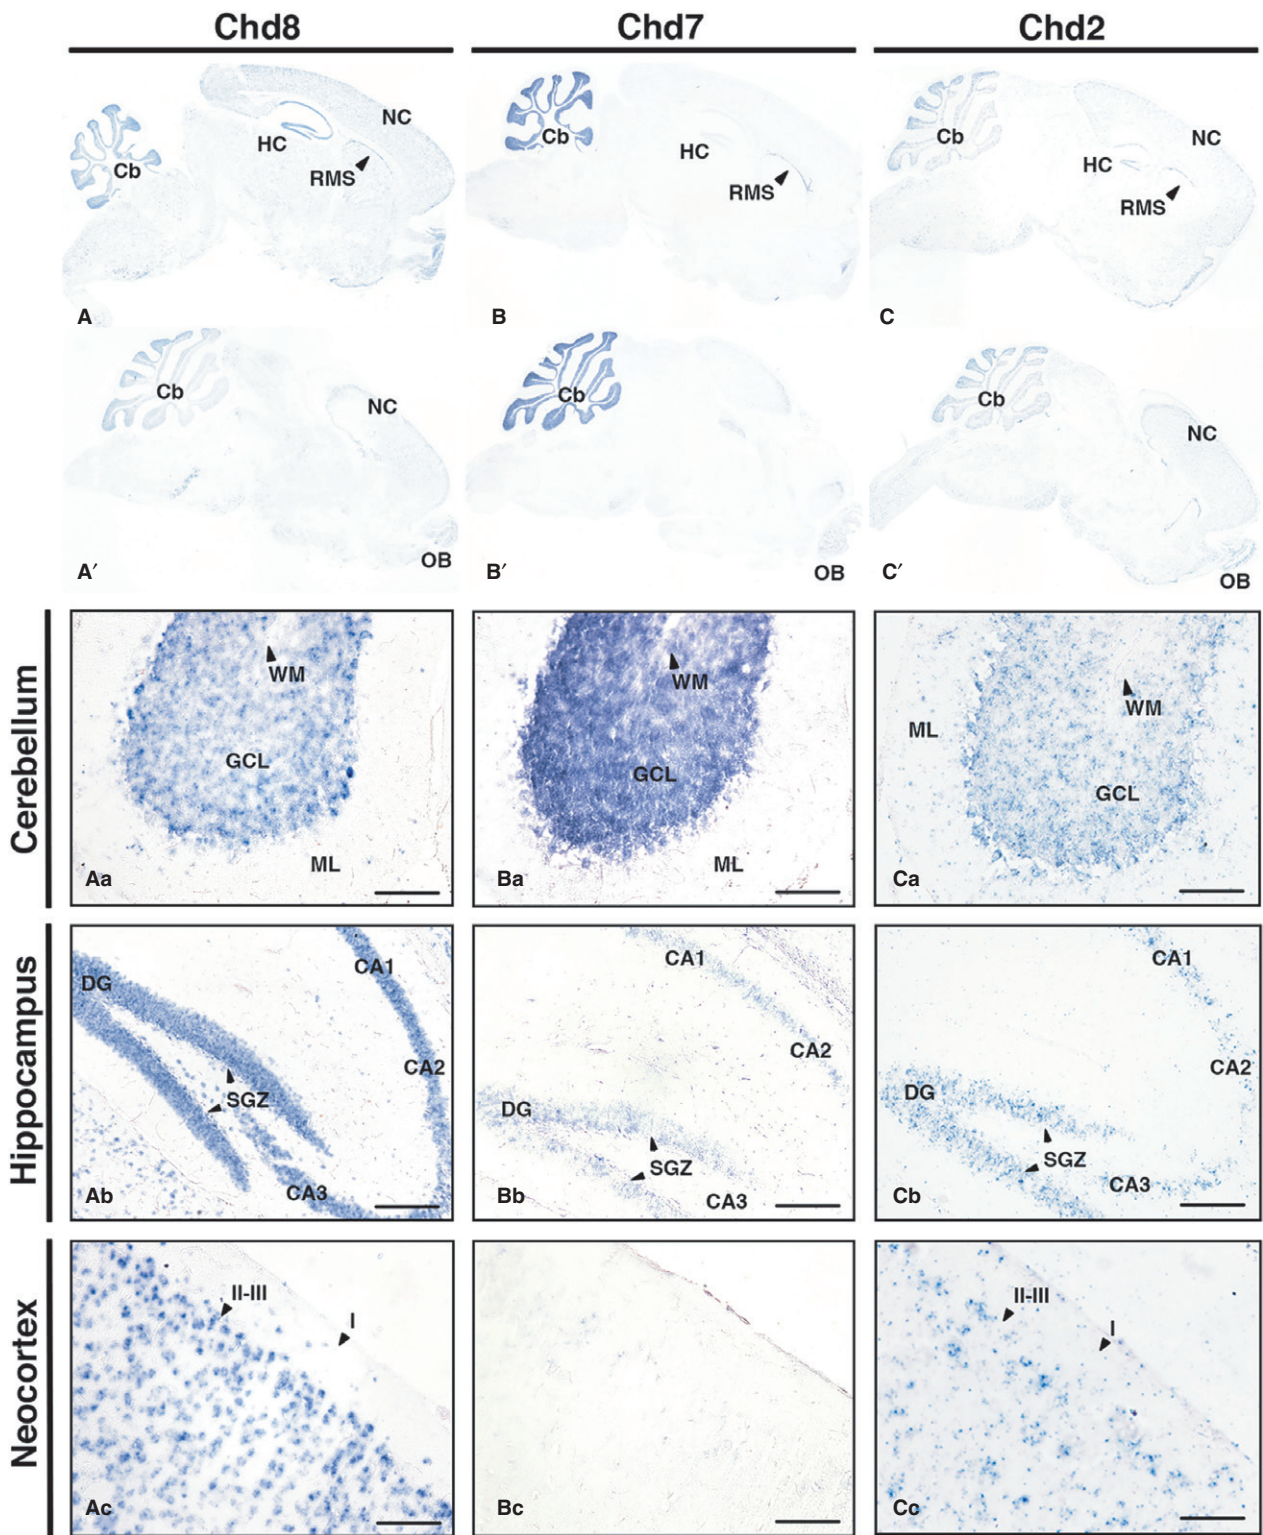 Chd8 Chd7 Chd2
NC
HC
Cb
RMS
A
Cb
HC
RMS
B
NC
Cb
HC
RMS
C
Cb
NC
OB
A′
Cb
OB
B′
Cb
NC
OB
C′
Cerebellum
WM
GCL
ML
Aa
WM
GCL
ML
Ba
WM
ML
GCL
Ca
Hippocampus
CA1
DG
CA2
SGZ
CA3
Ab
CA1
CA2
DG
SGZ
CA3
Bb
CA1
CA2
DG
SGZ
CA3
Cb
Neocortex
II-III
I
Ac
Bc
II-III
I
Cc